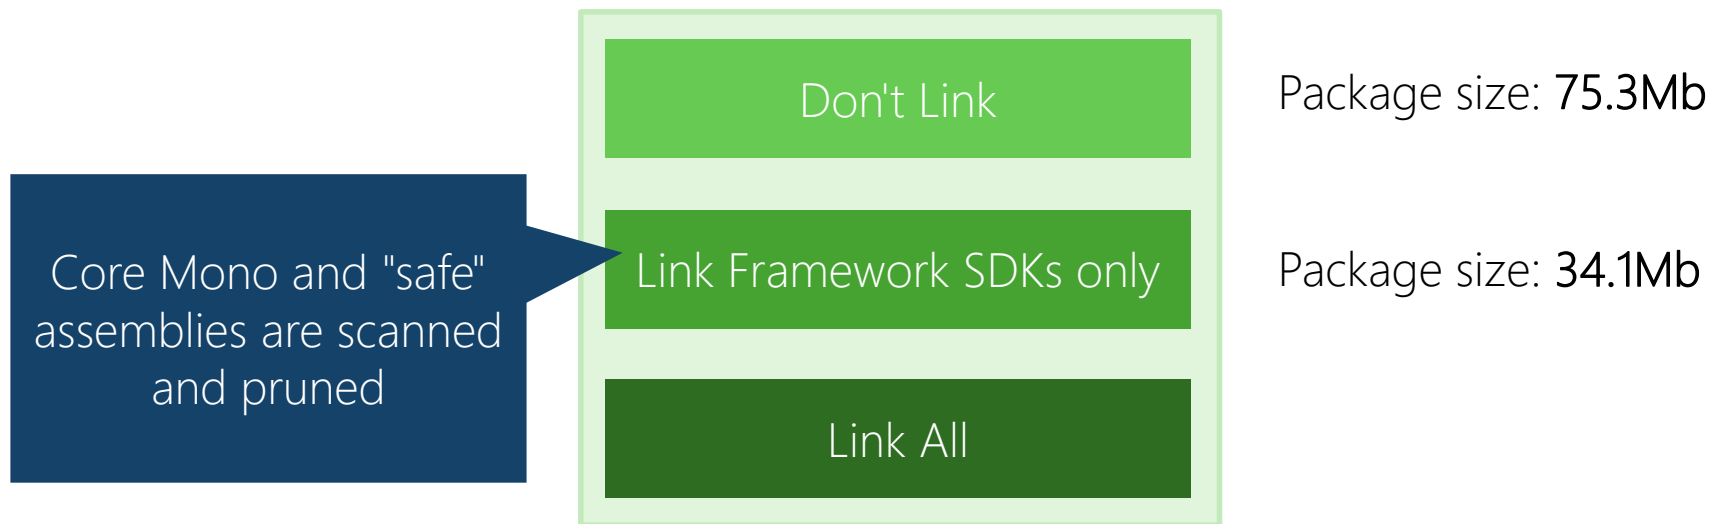 Don't Link
Package size: 75.3Mb
Core Mono and "safe"
assemblies are scanned
and pruned
Link Framework SDKs only
Package size: 34.1Mb
Link All